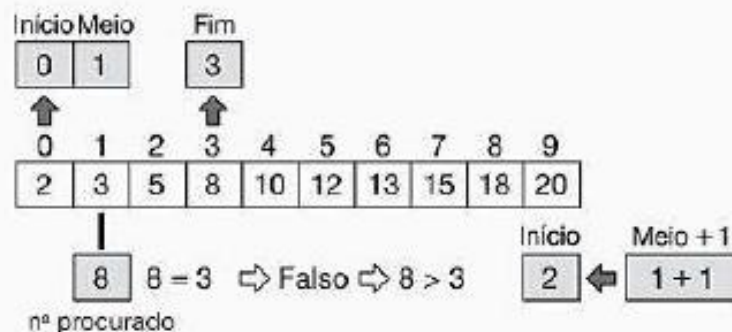 Início Meio Fim
0 1 3
0 1 2 3 4 5 6 7 8 9
2 3 5 8 10 12 13 15 18 20
Início Meio + 1
8 8 = 3 ⇨ Falso ⇨ 8 > 3 2 1 + 1
nº procurado